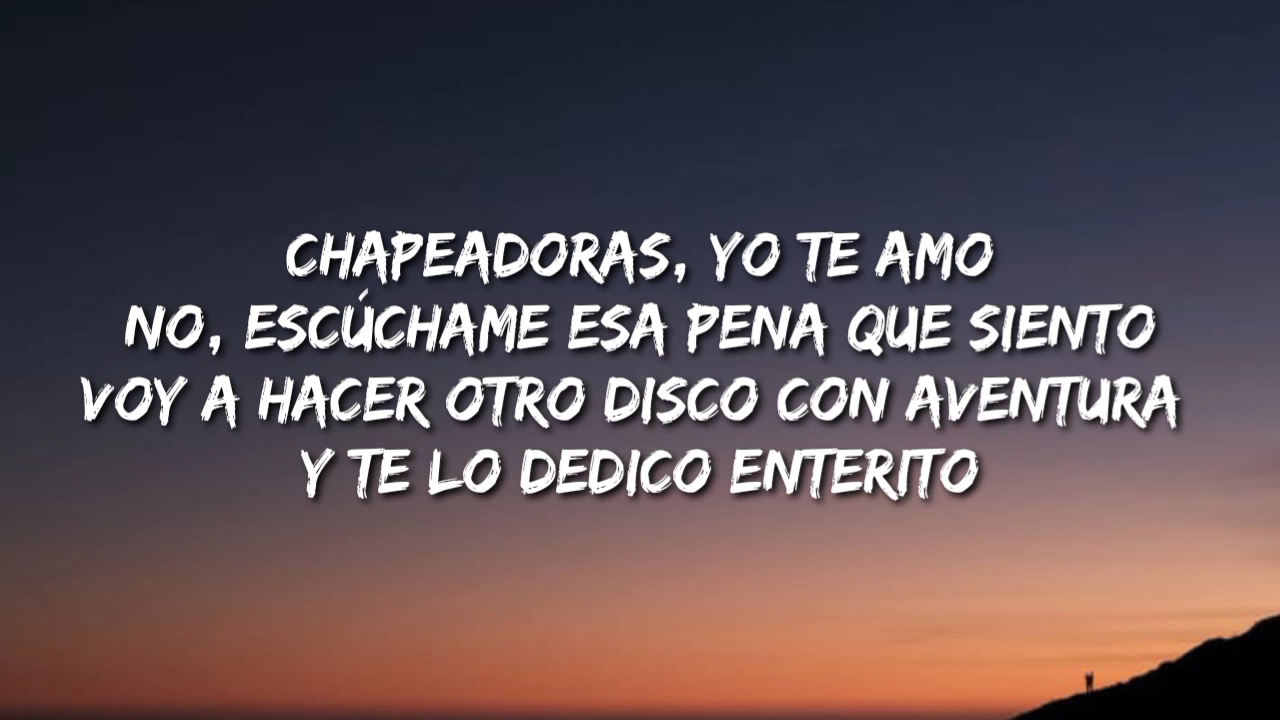 CHAPEADORAS, YO TE AMO
NO, ESCÚCHAME ESA PENA QUE SIENTO
VOY A HACER OTRO DISCO CON AVENTURA
Y TE LO DEDICO ENTERITO